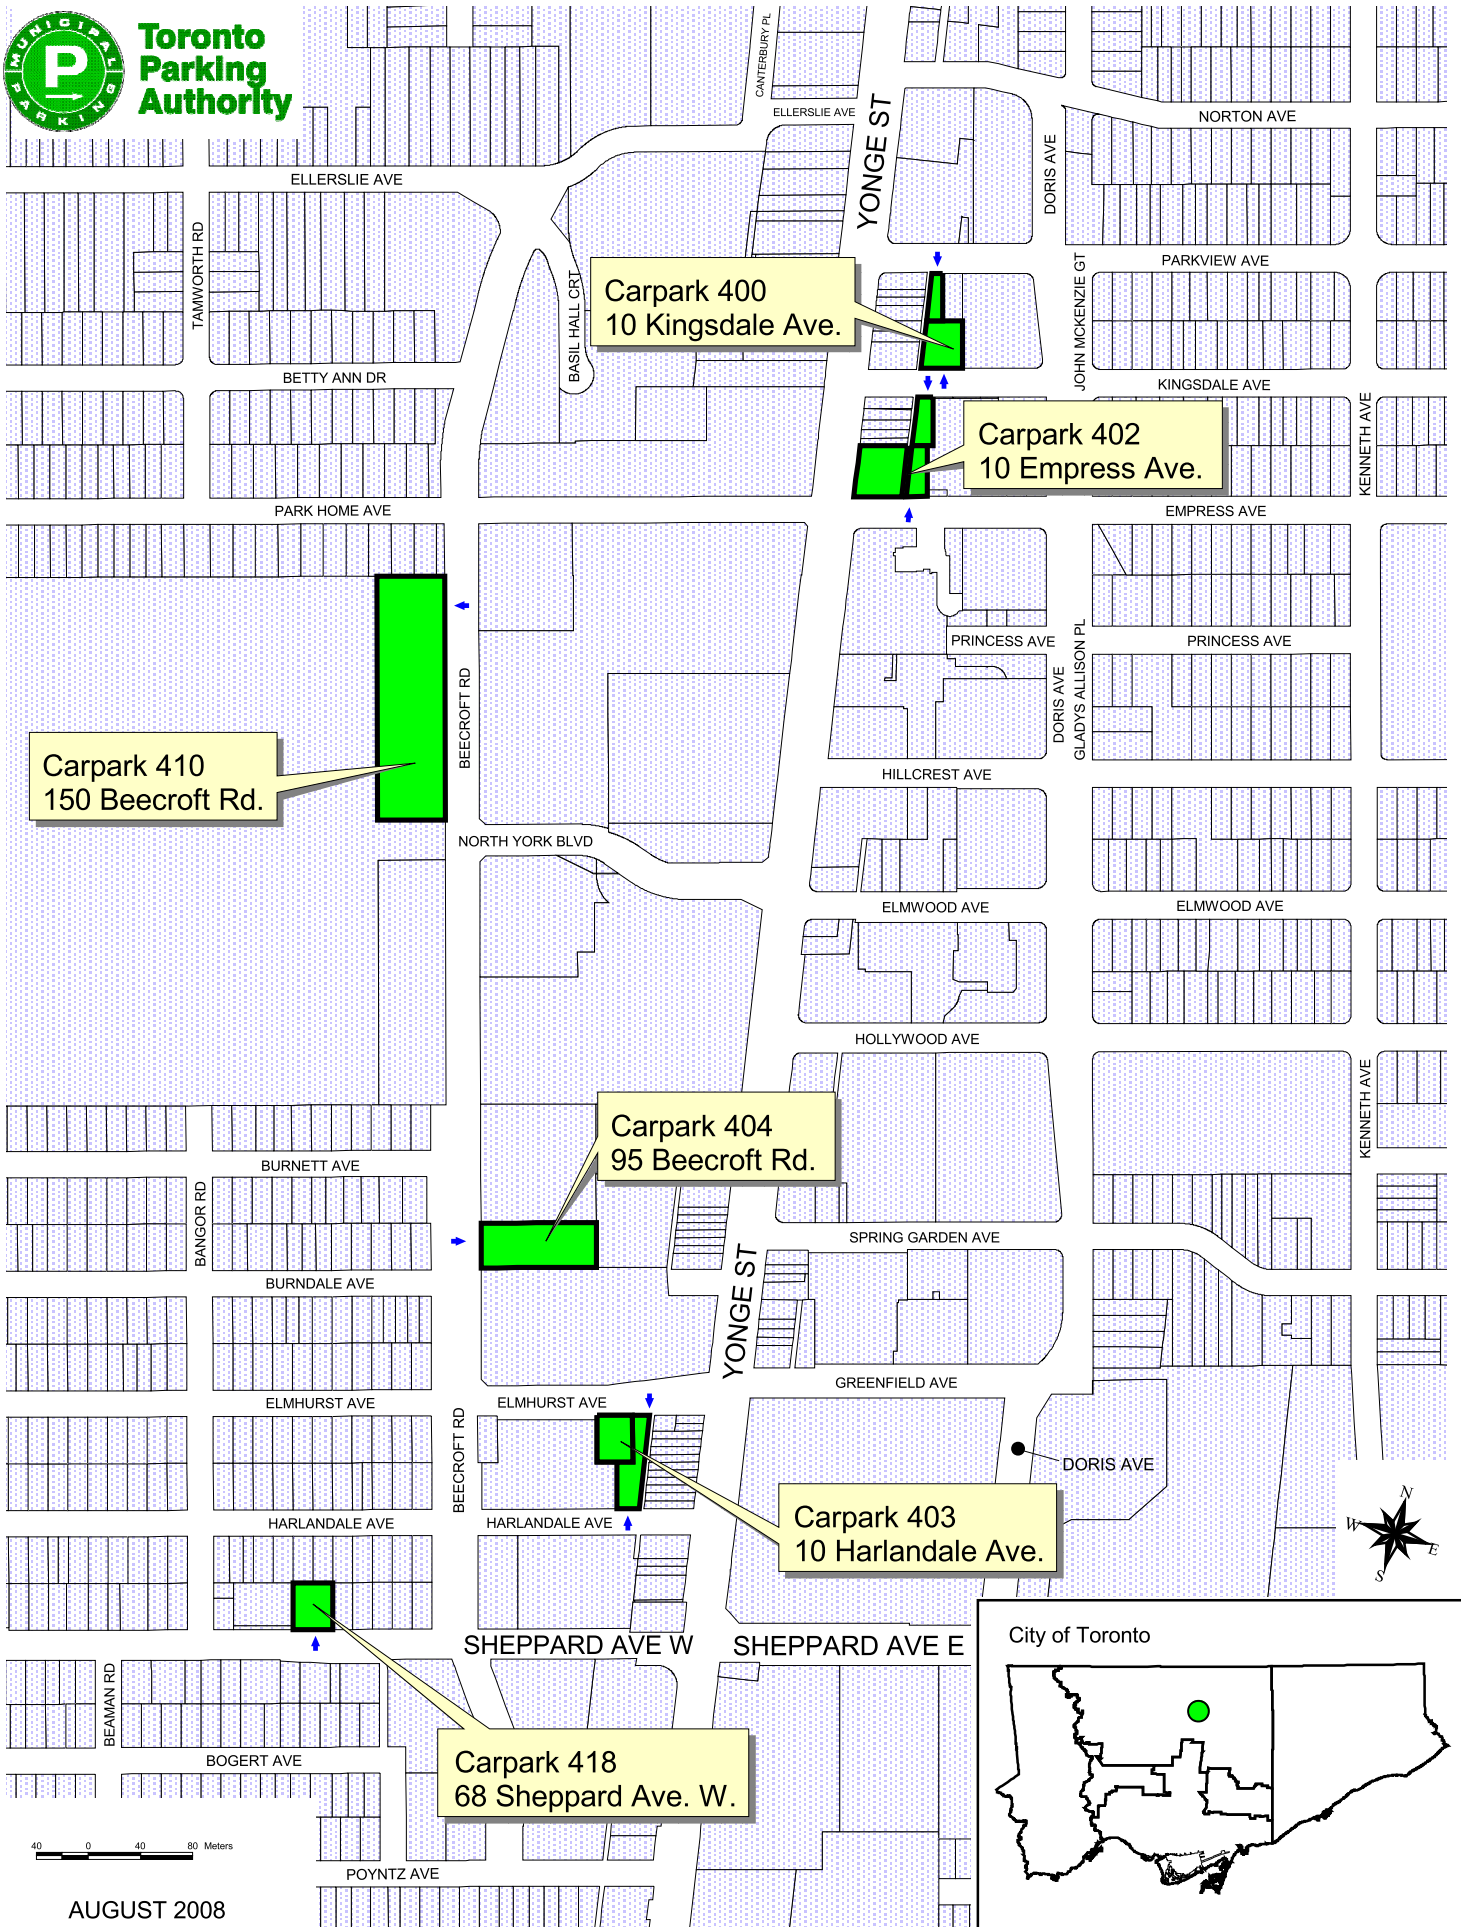 MUNICIPAL
P
PARKING
Toronto
Parking
Authority
CANTERBURY PL
ELLERSLIE AVE
YONGE ST
NORTON AVE
DORIS AVE
ELLERSLIE AVE
TAMWORTH RD
BASIL HALL CRT
PARKVIEW AVE
JOHN MCKENZIE GT
Carpark 400
10 Kingsdale Ave.
BETTY ANN DR
KINGSDALE AVE
KENNETH AVE
Carpark 402
10 Empress Ave.
PARK HOME AVE
EMPRESS AVE
PRINCESS AVE
PRINCESS AVE
BEECROFT RD
DORIS AVE
GLADYS ALLISON PL
Carpark 410
150 Beecroft Rd.
HILLCREST AVE
NORTH YORK BLVD
ELMWOOD AVE
ELMWOOD AVE
HOLLYWOOD AVE
KENNETH AVE
Carpark 404
95 Beecroft Rd.
BURNETT AVE
BANGOR RD
SPRING GARDEN AVE
BURNDALE AVE
YONGE ST
GREENFIELD AVE
ELMHURST AVE
ELMHURST AVE
BEECROFT RD
DORIS AVE
Carpark 403
10 Harlandale Ave.
HARLANDALE AVE
HARLANDALE AVE
N
W
E
S
SHEPPARD AVE W
SHEPPARD AVE E
City of Toronto
BEAMAN RD
BOGERT AVE
Carpark 418
68 Sheppard Ave. W.
40 0 40 80 Meters
POYNTZ AVE
AUGUST 2008